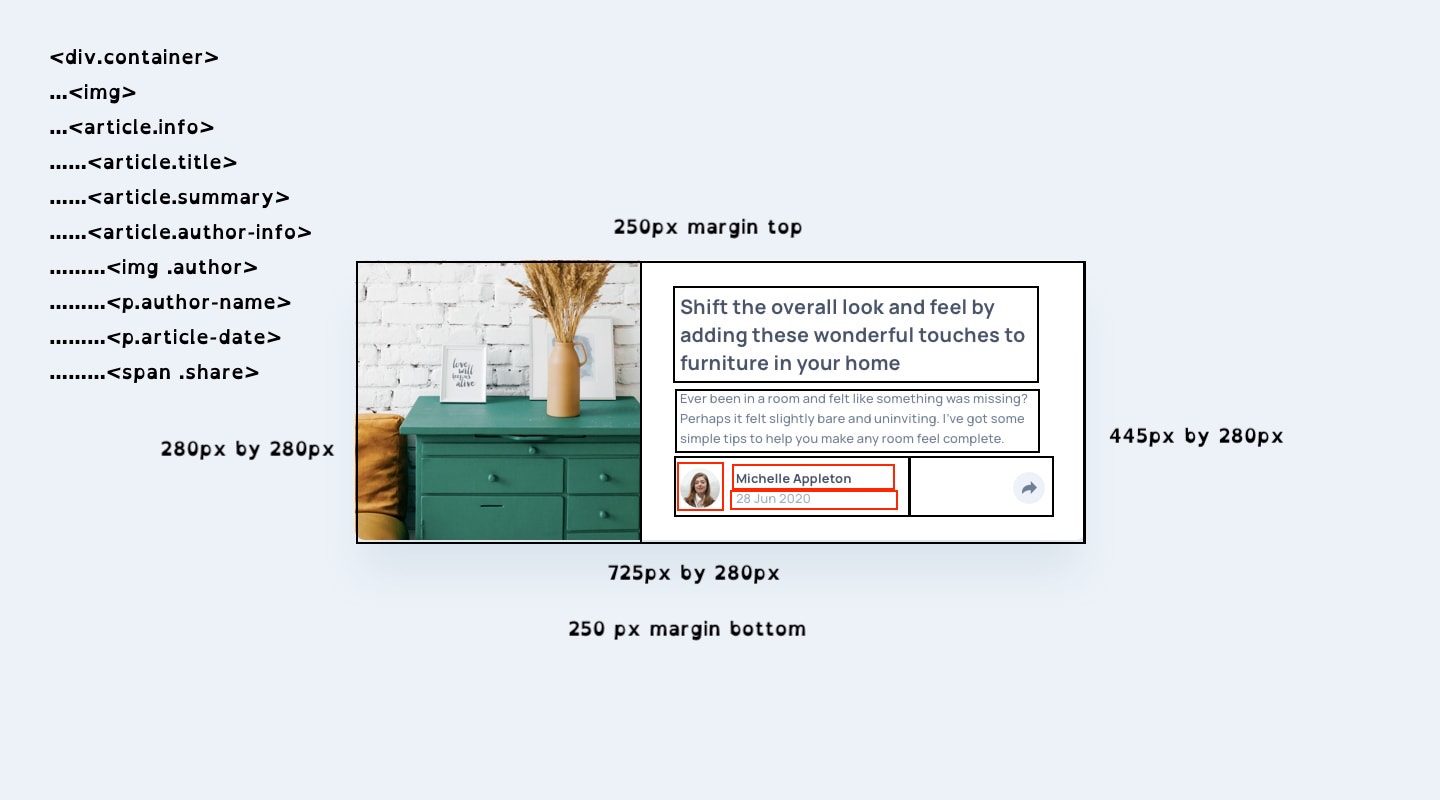 <div.container>
...<img>
...<article.info>
......<article.title>
......<article.summary>
......<article.author-info>
.........<img .author>
.........<p.author-name>
.........<p.article-date>
.........<span .share>
250px margin top
280px by 280px
love
will
keep us
alive
Shift the overall look and feel by
adding these wonderful touches to
furniture in your home
Ever been in a room and felt like something was missing?
Perhaps it felt slightly bare and uninviting. I've got some
simple tips to help you make any room feel complete.
Michelle Appleton
28 Jun 2020
445px by 280px
725px by 280px
250 px margin bottom